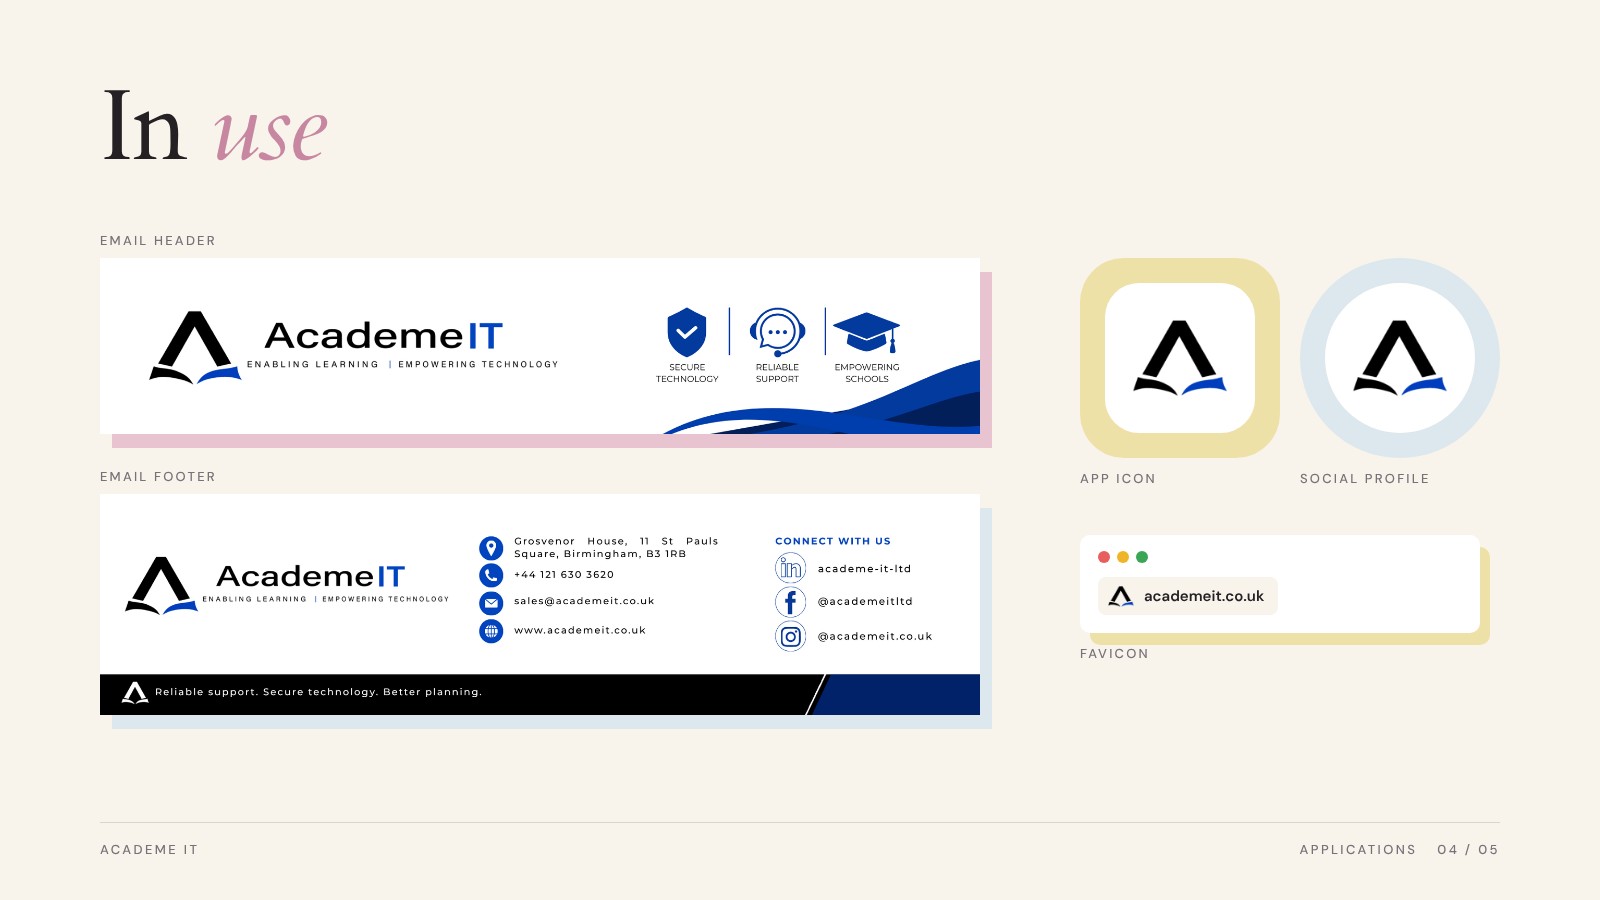 In use
EMAIL HEADER
AcademeIT
ENABLING LEARNING | EMPOWERING TECHNOLOGY
SECURE
TECHNOLOGY
RELIABLE
SUPPORT
EMPOWERING
SCHOOLS
EMAIL FOOTER
AcademeIT
ENABLING LEARNING | EMPOWERING TECHNOLOGY
Grosvenor House, 11 St Pauls
Square, Birmingham, B3 1RB
+44 121 630 3620
sales@academeit.co.uk
www.academeit.co.uk
CONNECT WITH US
in academe-it-ltd
f @academeitltd
@academeit.co.uk
Reliable support. Secure technology. Better planning.
APP ICON
SOCIAL PROFILE
academeit.co.uk
FAVICON
ACADEME IT
APPLICATIONS 04 / 05